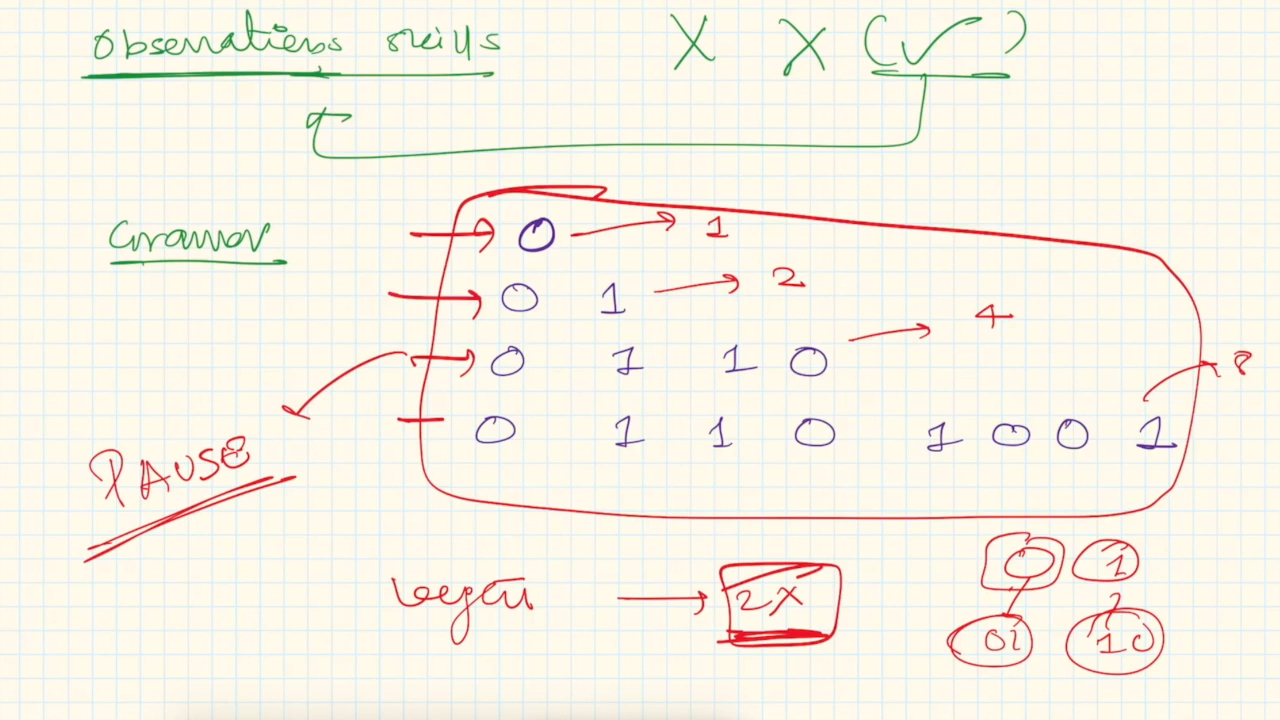 Observations skills X X (✓)
Gramor
0 → 1
0 1 → 2
0 1 1 0 → 4
0 1 1 0 1 0 0 1 → 8
PAUSE
→ 2X
0 1
01 10